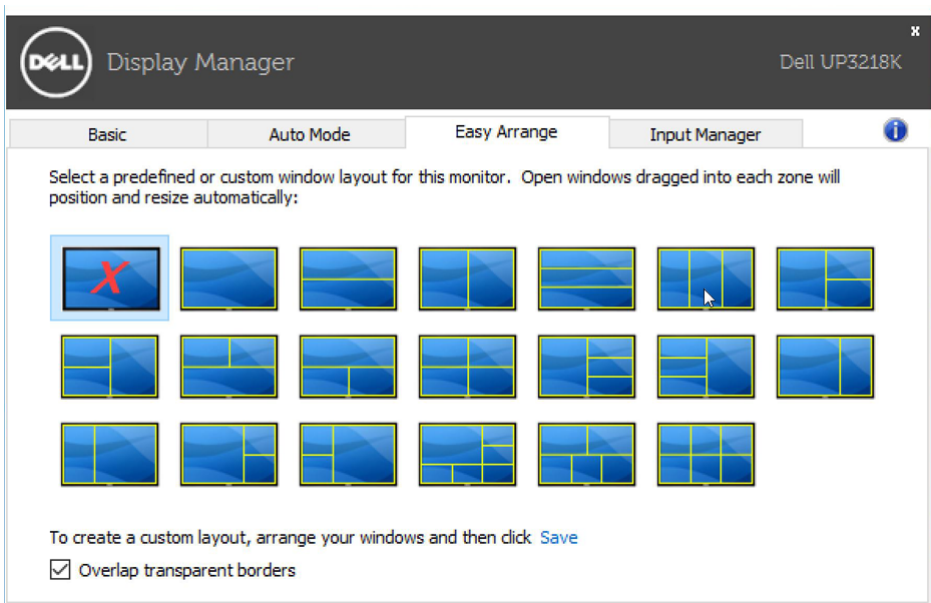 x
DELL
Display Manager
Dell UP3218K
Basic
Auto Mode
Easy Arrange
Input Manager
i
Select a predefined or custom window layout for this monitor. Open windows dragged into each zone will
position and resize automatically:
X
To create a custom layout, arrange your windows and then click Save
Overlap transparent borders